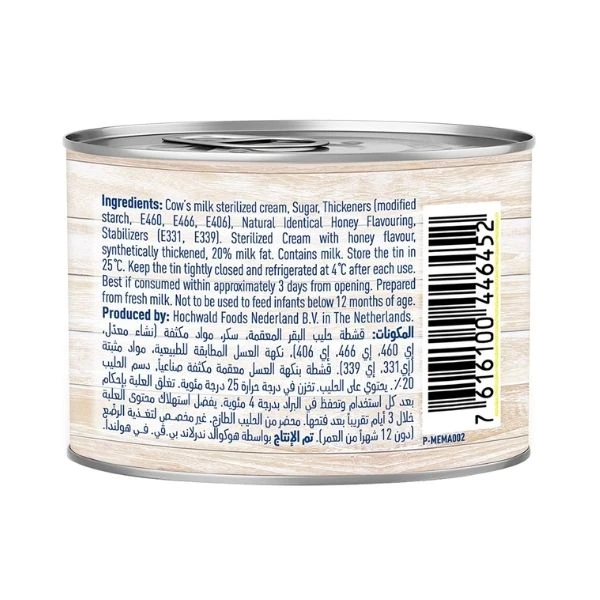 Ingredients: Cow's milk sterilized cream, Sugar, Thickeners (modified
starch, E460, E466, E406), Natural Identical Honey Flavouring,
Stabilizers (E331, E339). Sterilized Cream with honey flavour,
synthetically thickened, 20% milk fat. Contains milk. Store the tin in
25°C. Keep the tin tightly closed and refrigerated at 4°C after each use.
Best if consumed within approximately 3 days from opening. Prepared
from fresh milk. Not to be used to feed infants below 12 months of age.
Produced by: Hochwald Foods Nederland B.V. in The Netherlands.
المكونات: قشطة حليب البقر المعقمة، سكر، مواد مكثفة (نشاء معدّل،
إي 460، إي 466، إي 406)، نكهة العسل المطابقة للطبيعية، مواد مثبتة
(إي331، إي 339). قشطة بنكهة العسل معقمة مكثفة صناعياً، دسم الحليب
20٪. يحتوي على الحليب. تخزن في درجة حرارة 25 درجة مئوية. تغلق العلبة بإحكام
بعد كل استخدام وتحفظ في البراد بدرجة 4 مئوية. يفضل استهلاك محتوى العلبة
خلال 3 أيام تقريباً بعد فتحها. محضر من الحليب الطازج. غير مخصص لتغذية الرضّع
(دون 12 شهراً من العمر). تم الإنتاج بواسطة هوكوالد ندرلاند بي.في. في هولندا.
7 616100 446452
P-MEMA002